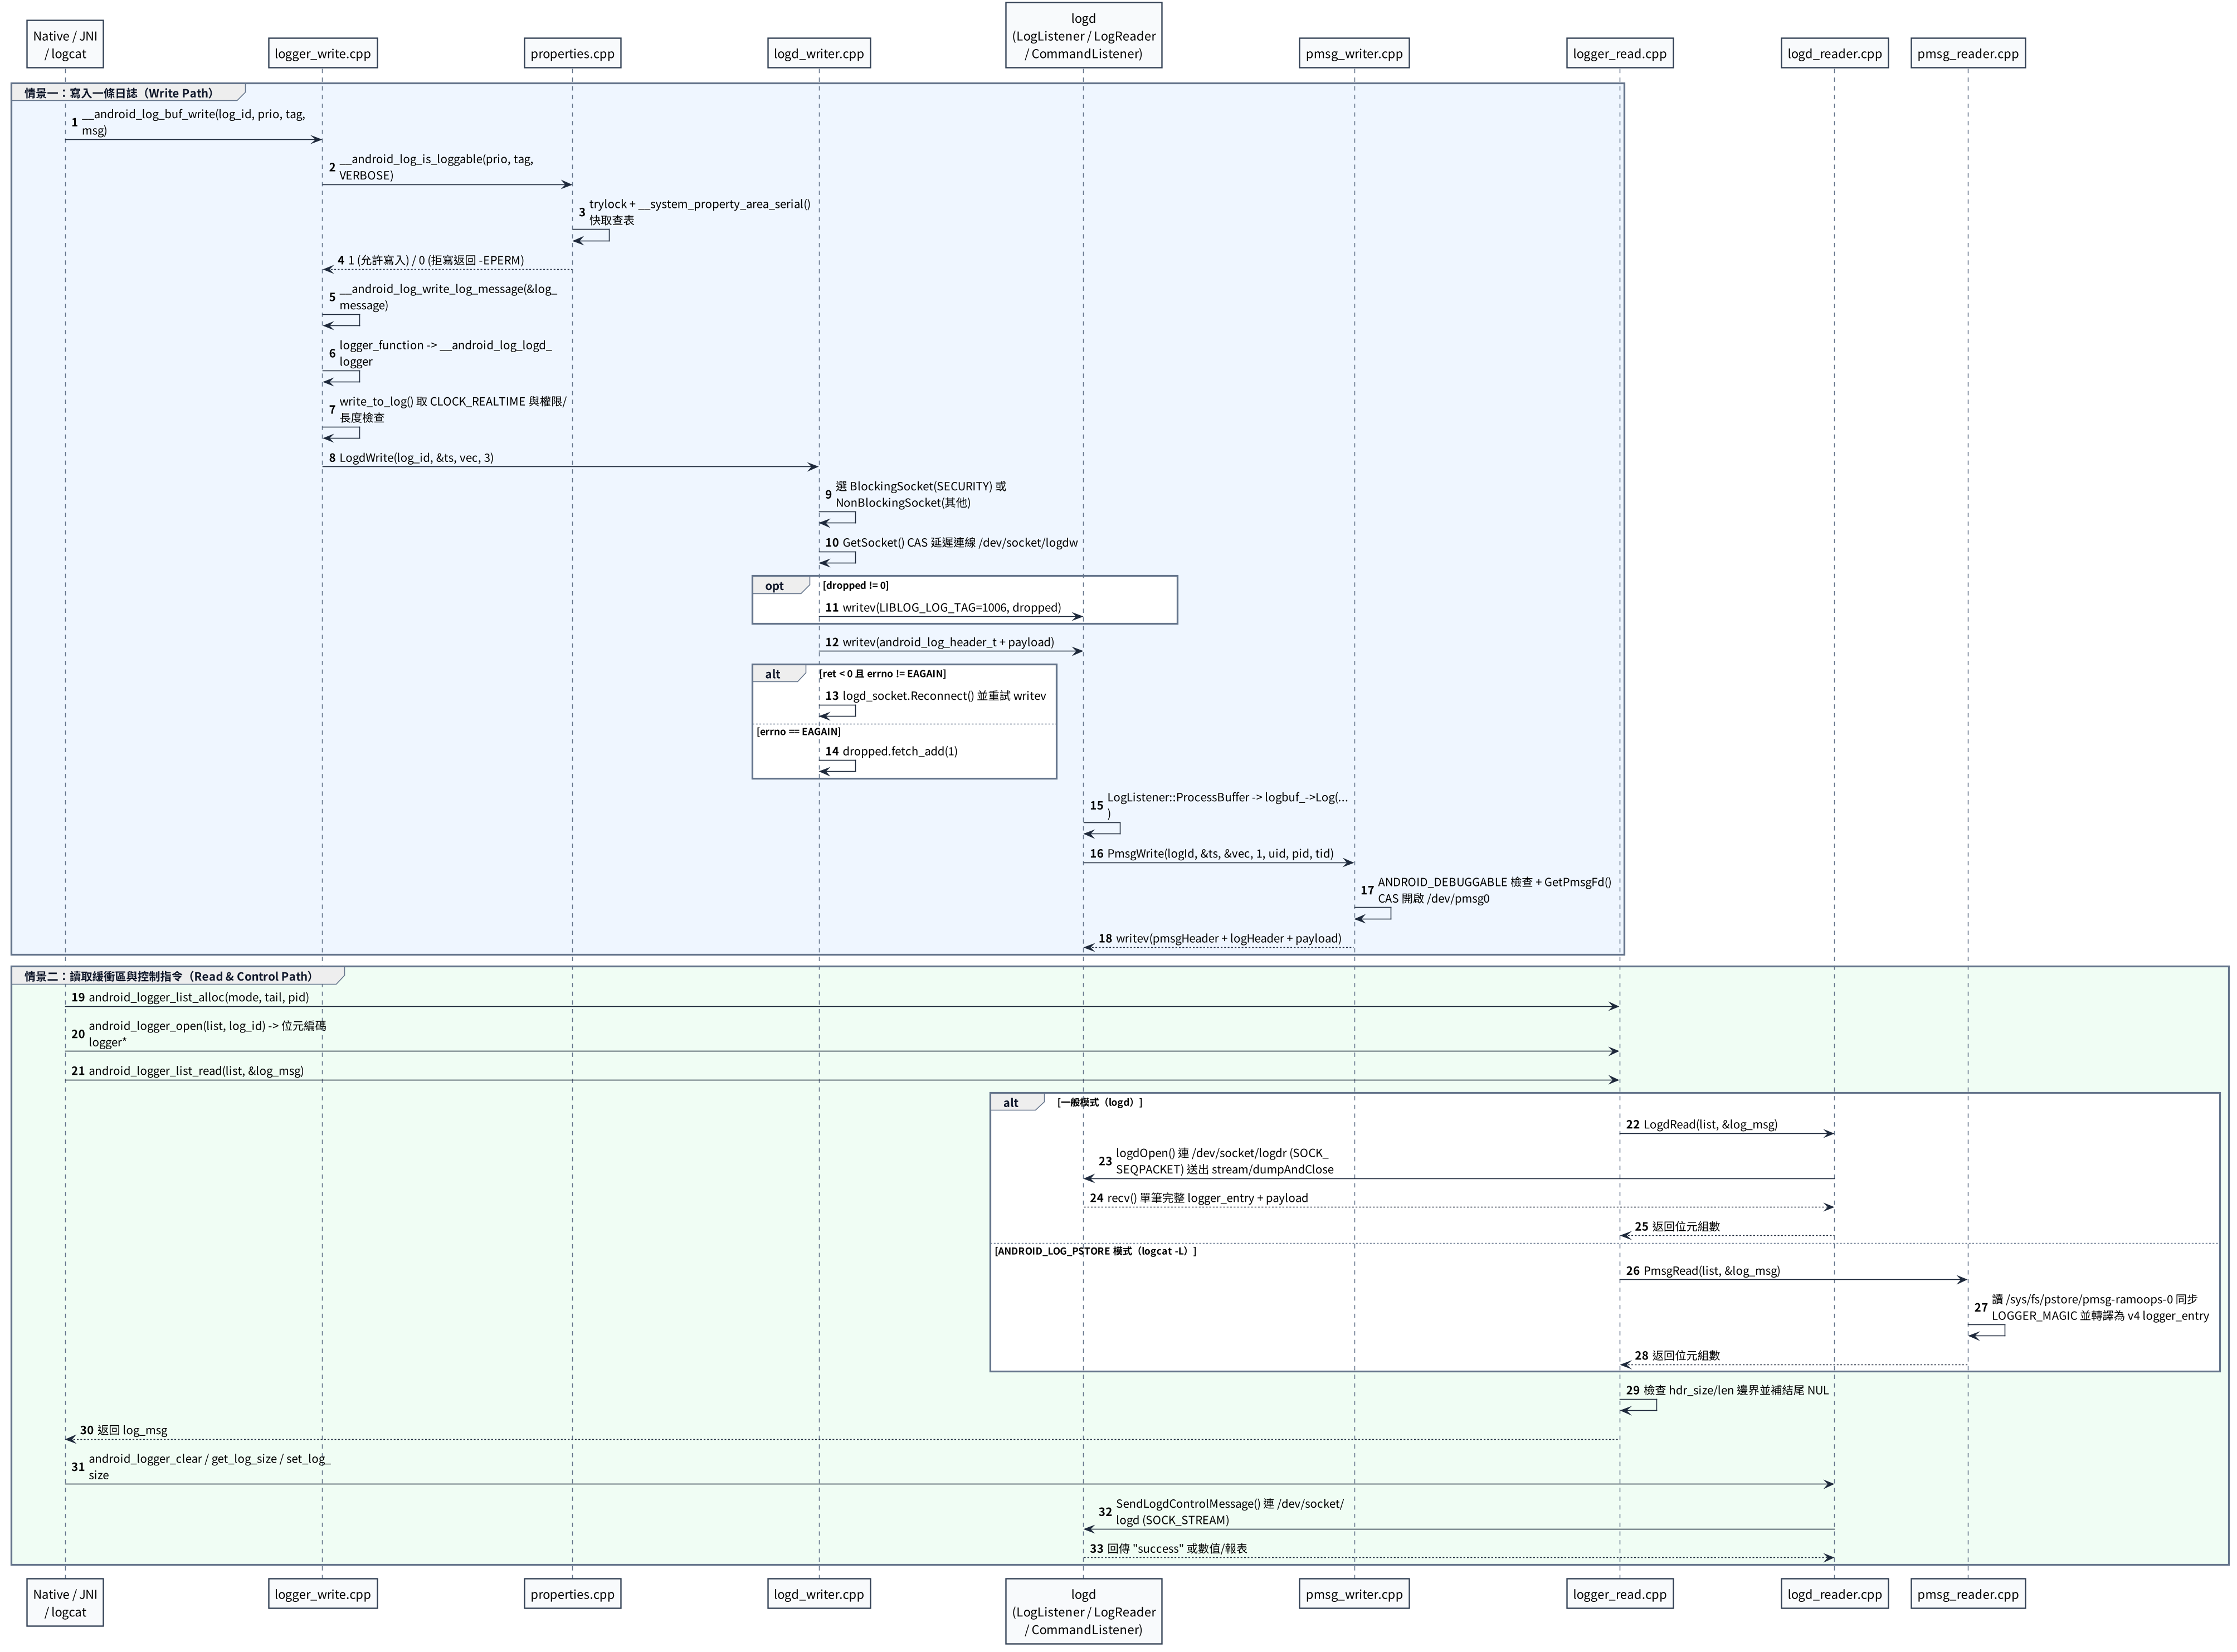 Native / JNI
/ logcat
logger_write.cpp
properties.cpp
logd_writer.cpp
logd
(LogListener / LogReader
/ CommandListener)
pmsg_writer.cpp
logger_read.cpp
logd_reader.cpp
pmsg_reader.cpp
情景一：寫入一條日誌（Write Path）
1 __android_log_buf_write(log_id, prio, tag,
msg)
2 __android_log_is_loggable(prio, tag,
VERBOSE)
3 trylock + __system_property_area_serial()
快取查表
4 1 (允許寫入) / 0 (拒寫返回 -EPERM)
5 __android_log_write_log_message(&log_
message)
6 logger_function -> __android_log_logd_
logger
7 write_to_log() 取 CLOCK_REALTIME 與權限/
長度檢查
8 LogdWrite(log_id, &ts, vec, 3)
9 選 BlockingSocket(SECURITY) 或
NonBlockingSocket(其他)
10 GetSocket() CAS 延遲連線 /dev/socket/logdw
opt [dropped != 0]
11 writev(LIBLOG_LOG_TAG=1006, dropped)
12 writev(android_log_header_t + payload)
alt [ret < 0 且 errno != EAGAIN]
13 logd_socket.Reconnect() 並重試 writev
[errno == EAGAIN]
14 dropped.fetch_add(1)
15 LogListener::ProcessBuffer -> logbuf_->Log(...
)
16 PmsgWrite(logId, &ts, &vec, 1, uid, pid, tid)
17 ANDROID_DEBUGGABLE 檢查 + GetPmsgFd()
CAS 開啟 /dev/pmsg0
18 writev(pmsgHeader + logHeader + payload)
情景二：讀取緩衝區與控制指令（Read & Control Path）
19 android_logger_list_alloc(mode, tail, pid)
20 android_logger_open(list, log_id) -> 位元編碼
logger*
21 android_logger_list_read(list, &log_msg)
alt [一般模式（logd）]
22 LogdRead(list, &log_msg)
23 logdOpen() 連 /dev/socket/logdr (SOCK_
SEQPACKET) 送出 stream/dumpAndClose
24 recv() 單筆完整 logger_entry + payload
25 返回位元組數
[ANDROID_LOG_PSTORE 模式（logcat -L）]
26 PmsgRead(list, &log_msg)
27 讀 /sys/fs/pstore/pmsg-ramoops-0 同步
LOGGER_MAGIC 並轉譯為 v4 logger_entry
28 返回位元組數
29 檢查 hdr_size/len 邊界並補結尾 NUL
30 返回 log_msg
31 android_logger_clear / get_log_size / set_log_
size
32 SendLogdControlMessage() 連 /dev/socket/
logd (SOCK_STREAM)
33 回傳 "success" 或數值/報表
Native / JNI
/ logcat
logger_write.cpp
properties.cpp
logd_writer.cpp
logd
(LogListener / LogReader
/ CommandListener)
pmsg_writer.cpp
logger_read.cpp
logd_reader.cpp
pmsg_reader.cpp